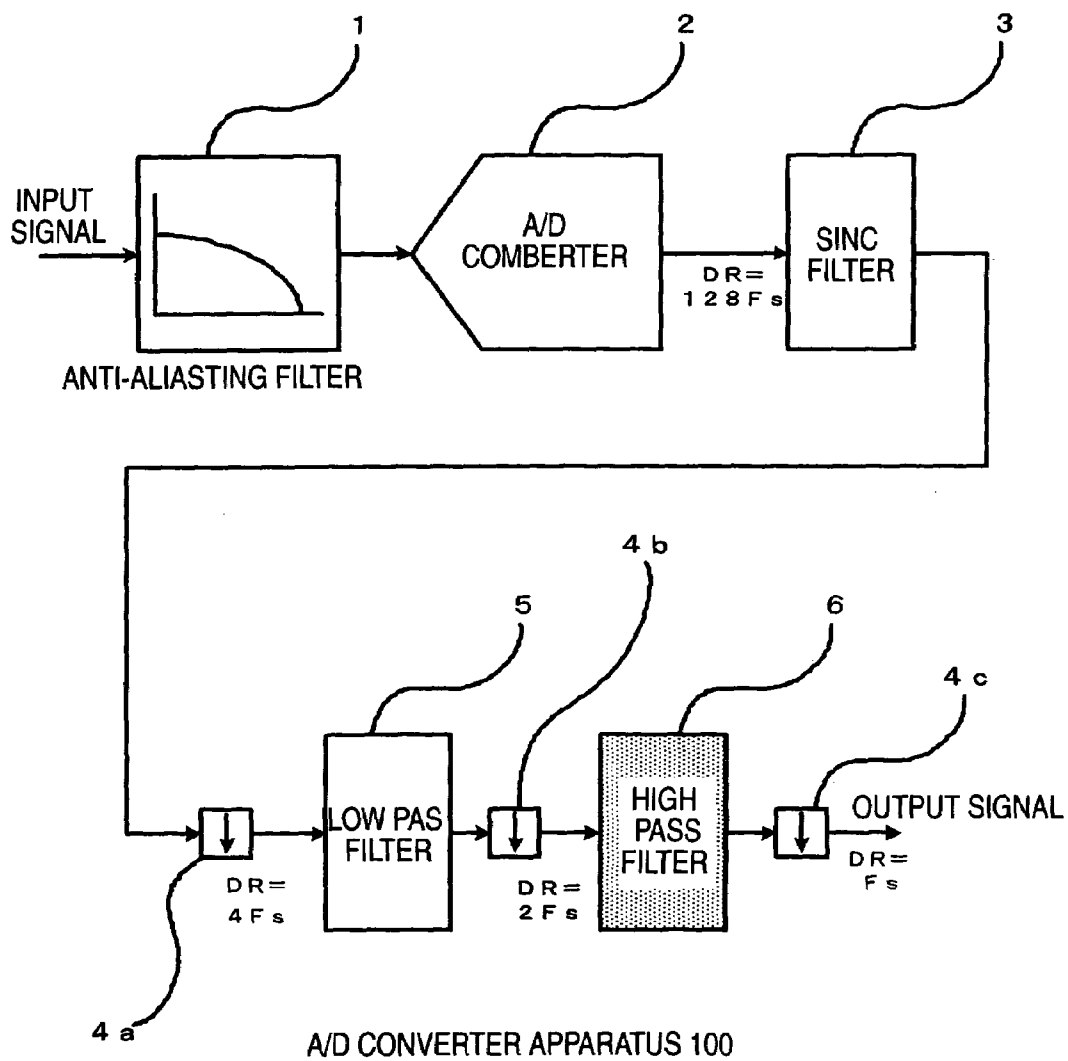 1
2
3
INPUT
SIGNAL
A/D
COMBERTER
DR=
128Fs
SINC
FILTER
ANTI-ALIASTING FILTER
4b
5
6
4c
LOW PAS
FILTER
HIGH
PASS
FILTER
OUTPUT SIGNAL
DR=
4Fs
DR=
2Fs
DR=
Fs
4a
A/D CONVERTER APPARATUS 100